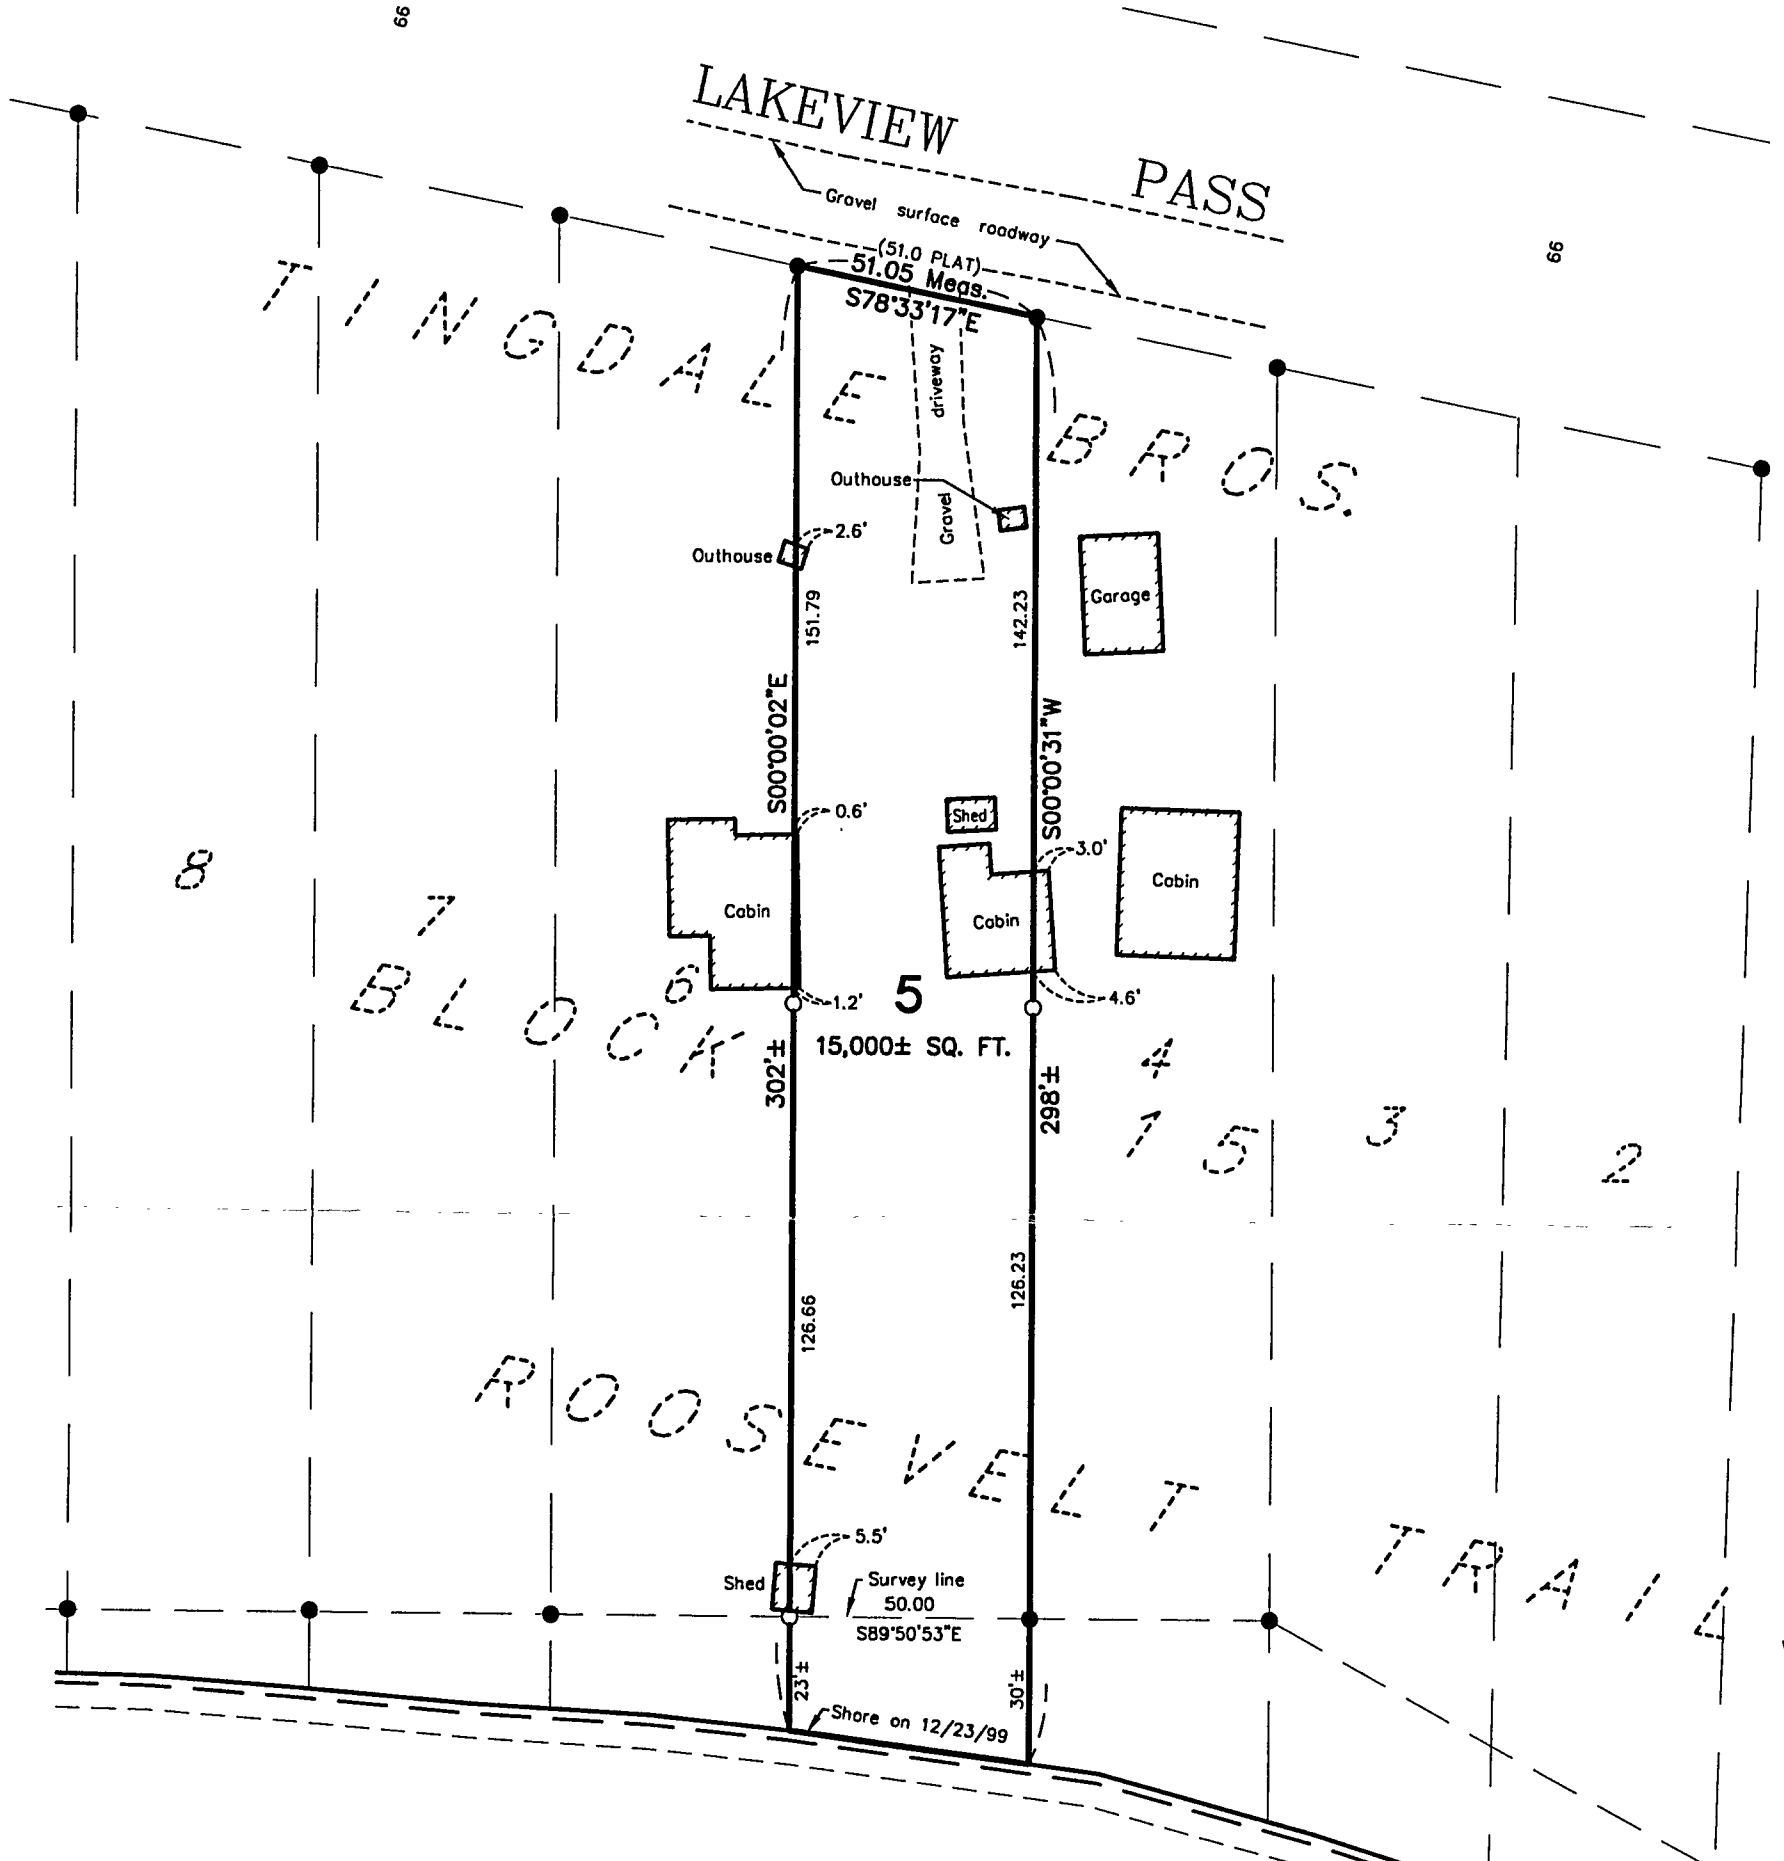 66
LAKEVIEW PASS
Gravel surface roadway
66
(51.0 PLAT)
51.05 Meas.
S78°33'17"E
TINGDALE BROS.
Gravel driveway
Outhouse
Outhouse
2.6'
151.79
142.23
Garage
S00°00'02"E
S00°00'31"W
0.6'
Shed
3.0'
8
7
6
Cabin
Cabin
Cabin
1.2'
4.6'
5
15,000± SQ. FT.
302'±
298'±
4
3
2
BLOCK 15
126.66
126.23
ROOSEVELT TRAIL
5.5'
Shed
Survey line
50.00
S89°50'53"E
23'±
30'±
Shore on 12/23/99